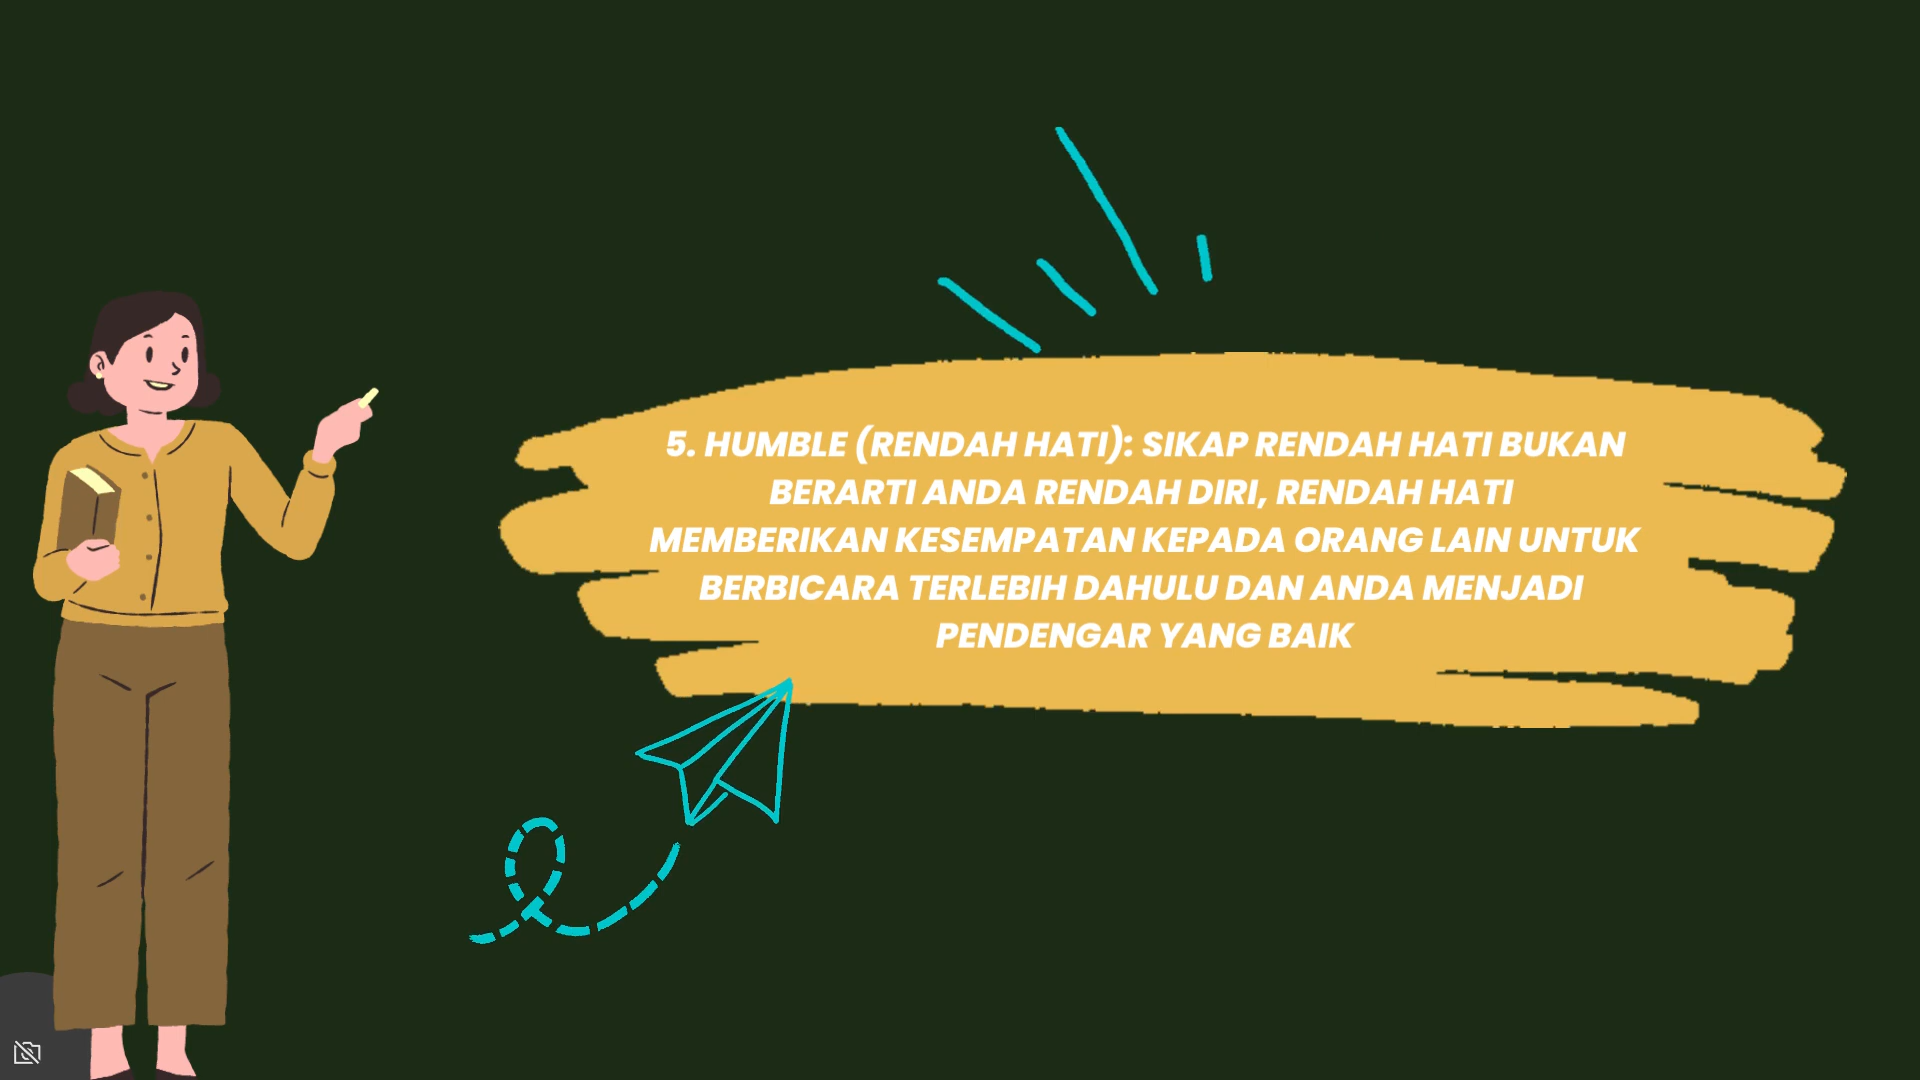 5. HUMBLE (RENDAH HATI): SIKAP RENDAH HATI BUKAN
BERARTI ANDA RENDAH DIRI, RENDAH HATI
MEMBERIKAN KESEMPATAN KEPADA ORANG LAIN UNTUK
BERBICARA TERLEBIH DAHULU DAN ANDA MENJADI
PENDENGAR YANG BAIK